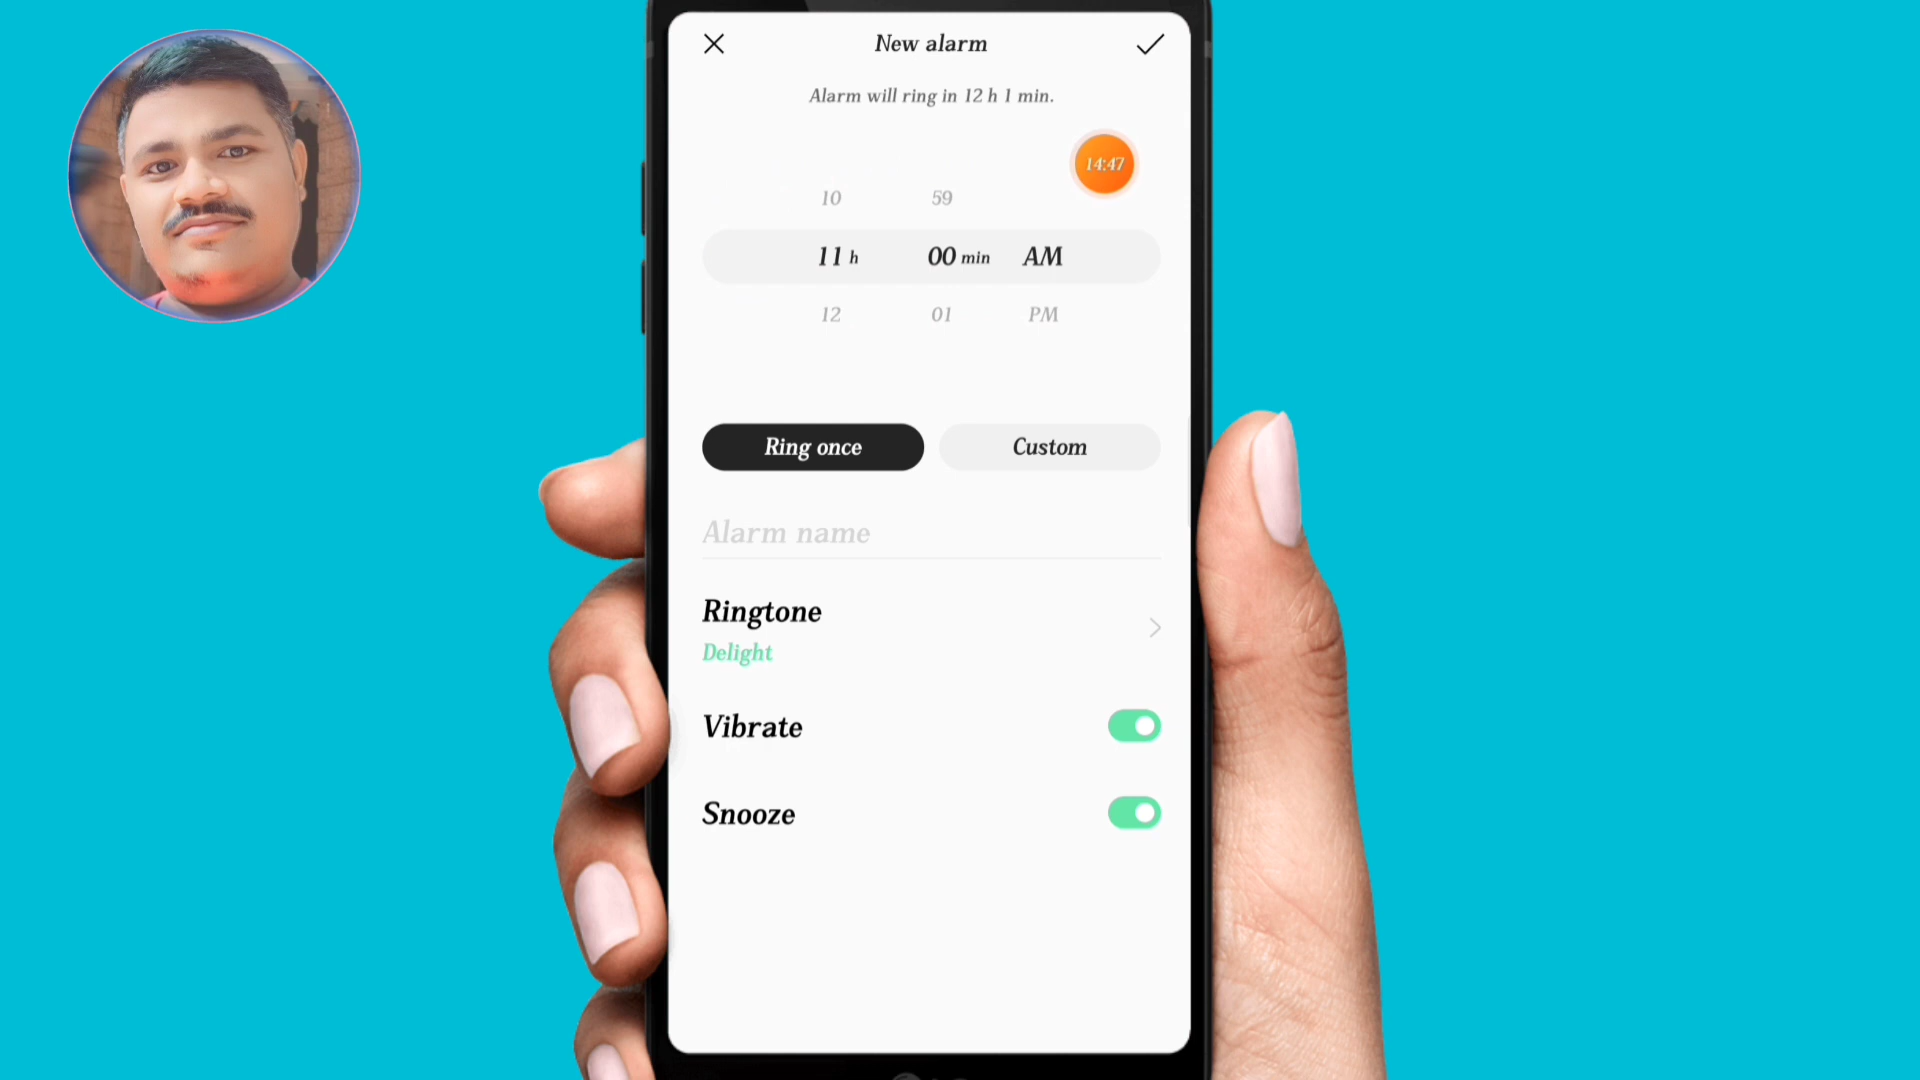 New alarm
Alarm will ring in 12 h 1 min.
14:47
10 59
11 h 00 min AM
12 01 PM
Ring once Custom
Alarm name
Ringtone
Delight
Vibrate
Snooze